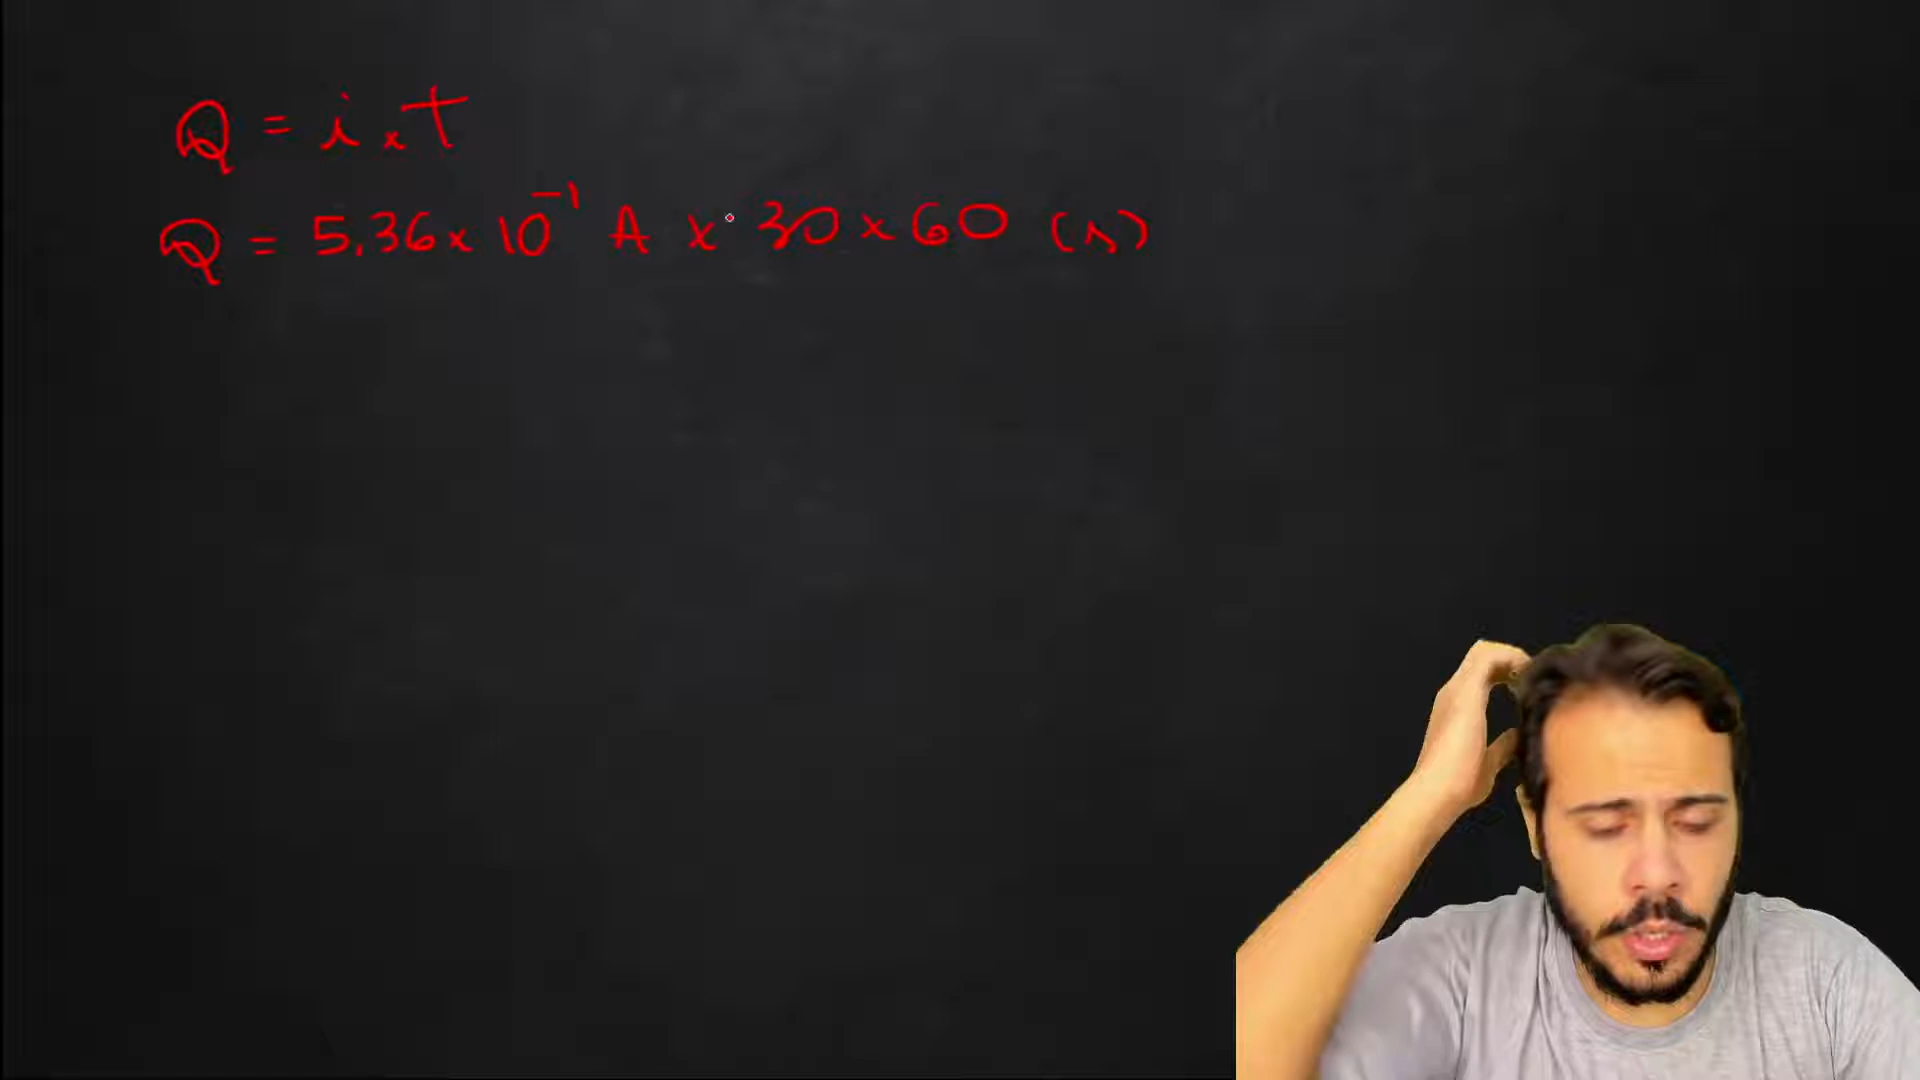 Q = i x t
Q = 5,36 x 10⁻¹ A x 30 x 60 (s)